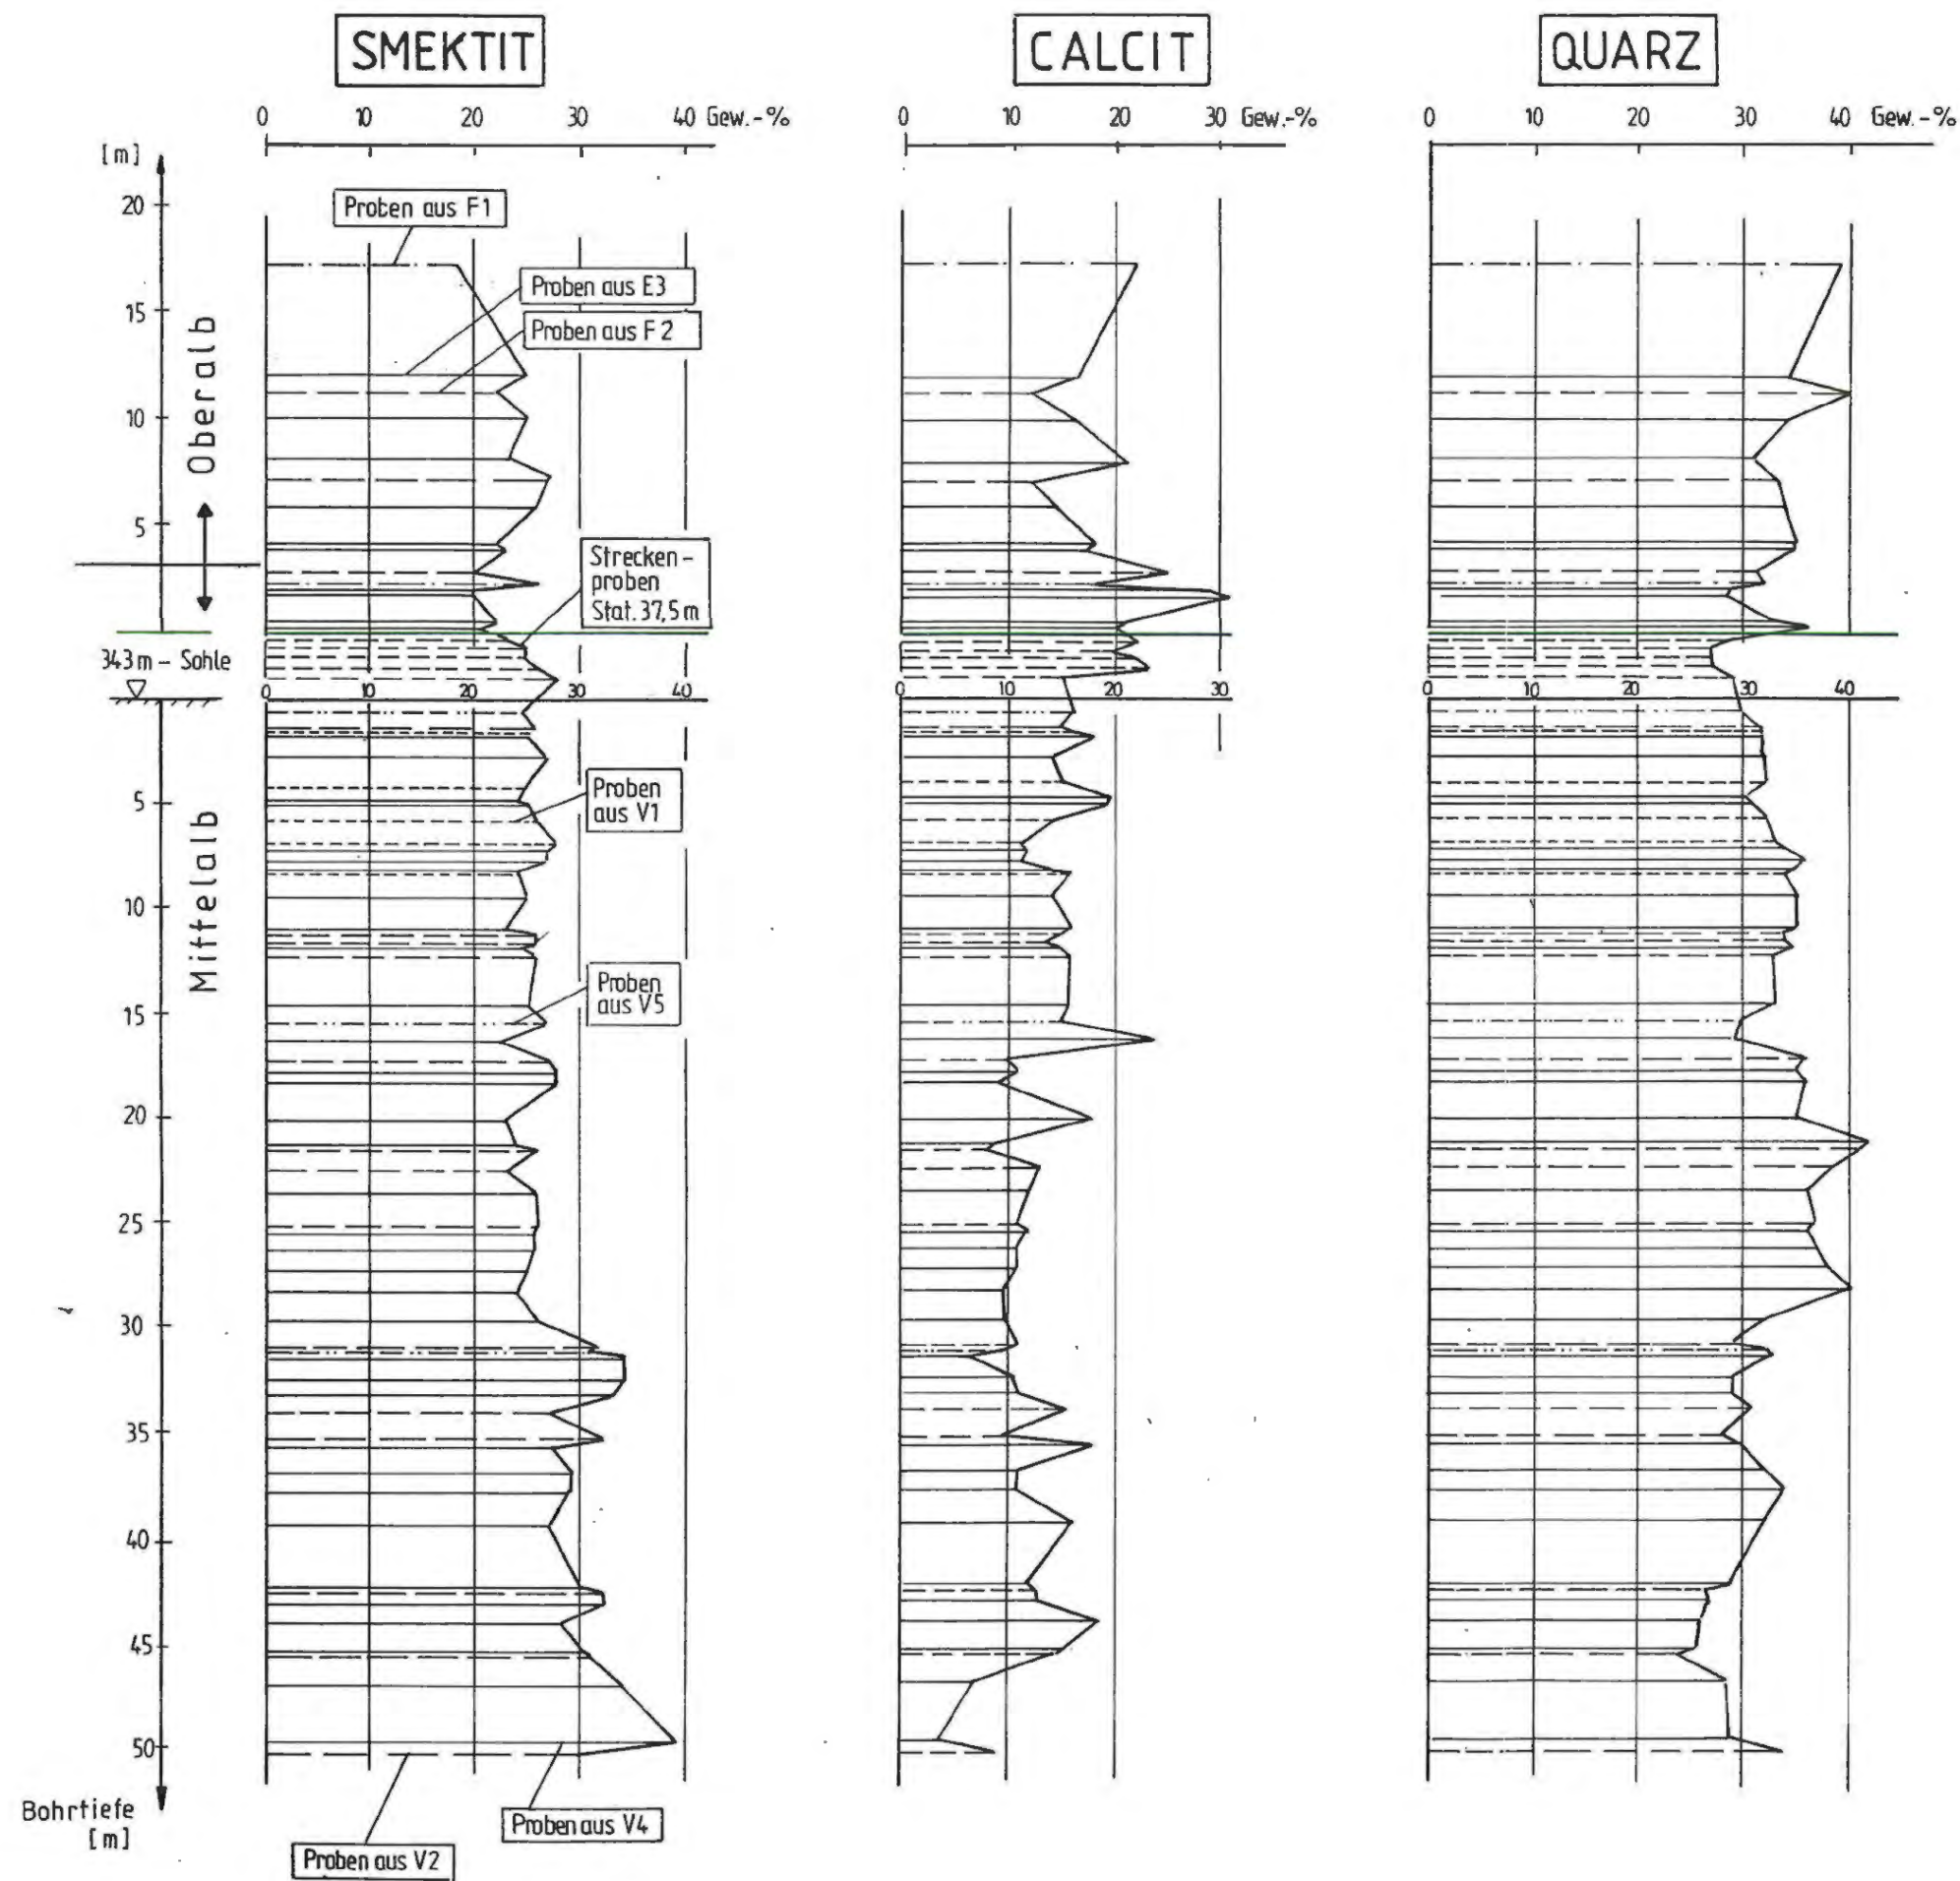 SMEKTIT
CALCIT
QUARZ
0 10 20 30 40 Gew.-%
0 10 20 30 Gew.-%
0 10 20 30 40 Gew.-%
[m]
20
Proben aus F1
Proben aus E3
15
Proben aus F2
Oberalb
10
5
Strecken-
proben
Stat. 37,5m
343 m - Sohle
0 10 20 30 40
0 10 20 30
0 10 20 30 40
Proben
aus V1
5
Mittelalb
10
Proben
aus V5
15
20
25
30
35
40
45
50
Bohrtiefe
[m]
Proben aus V4
Proben aus V2